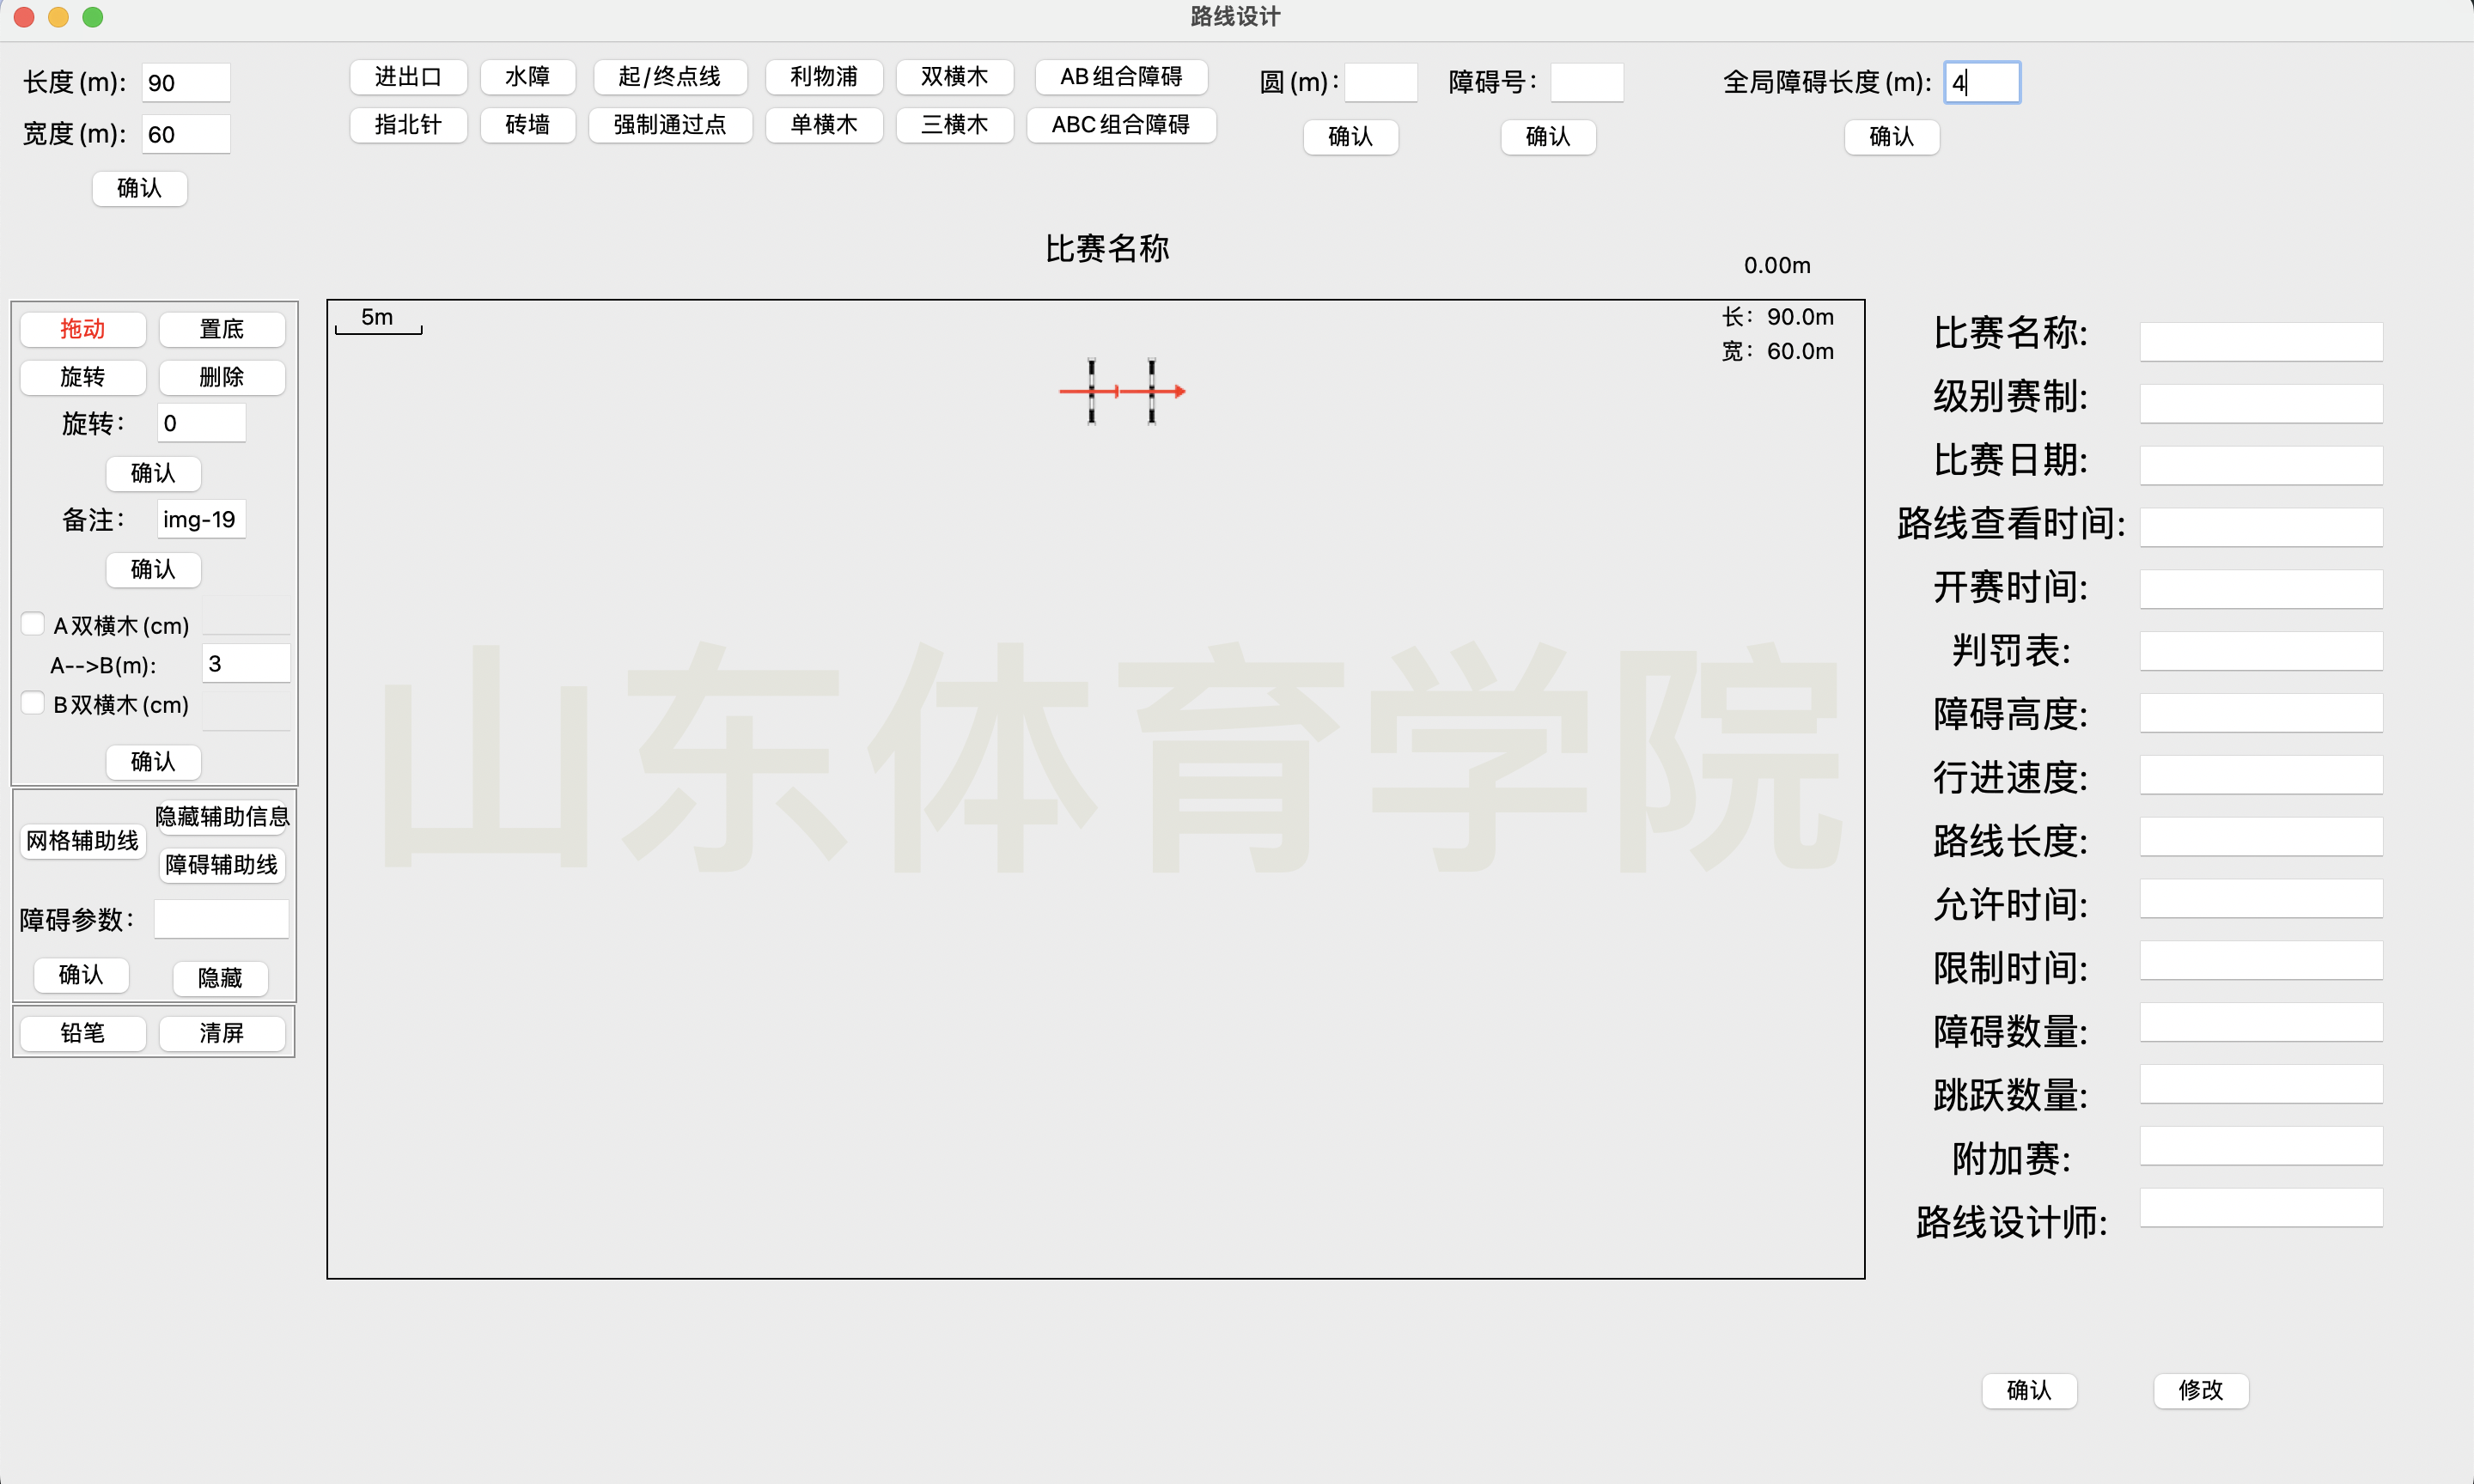 路线设计
长度(m): 90
宽度(m): 60
确认
进出口 水障 起/终点线 利物浦 双横木 AB组合障碍
指北针 砖墙 强制通过点 单横木 三横木 ABC组合障碍
圆(m): 障碍号: 全局障碍长度(m): 4
确认 确认 确认
比赛名称
0.00m
5m
长: 90.0m
宽: 60.0m
山东体育学院
拖动 置底
旋转 删除
旋转: 0
确认
备注: img-19
确认
A双横木(cm)
A-->B(m): 3
B双横木(cm)
确认
网格辅助线 隐藏辅助信息
障碍辅助线
障碍参数:
确认 隐藏
铅笔 清屏
比赛名称:
级别赛制:
比赛日期:
路线查看时间:
开赛时间:
判罚表:
障碍高度:
行进速度:
路线长度:
允许时间:
限制时间:
障碍数量:
跳跃数量:
附加赛:
路线设计师:
确认 修改